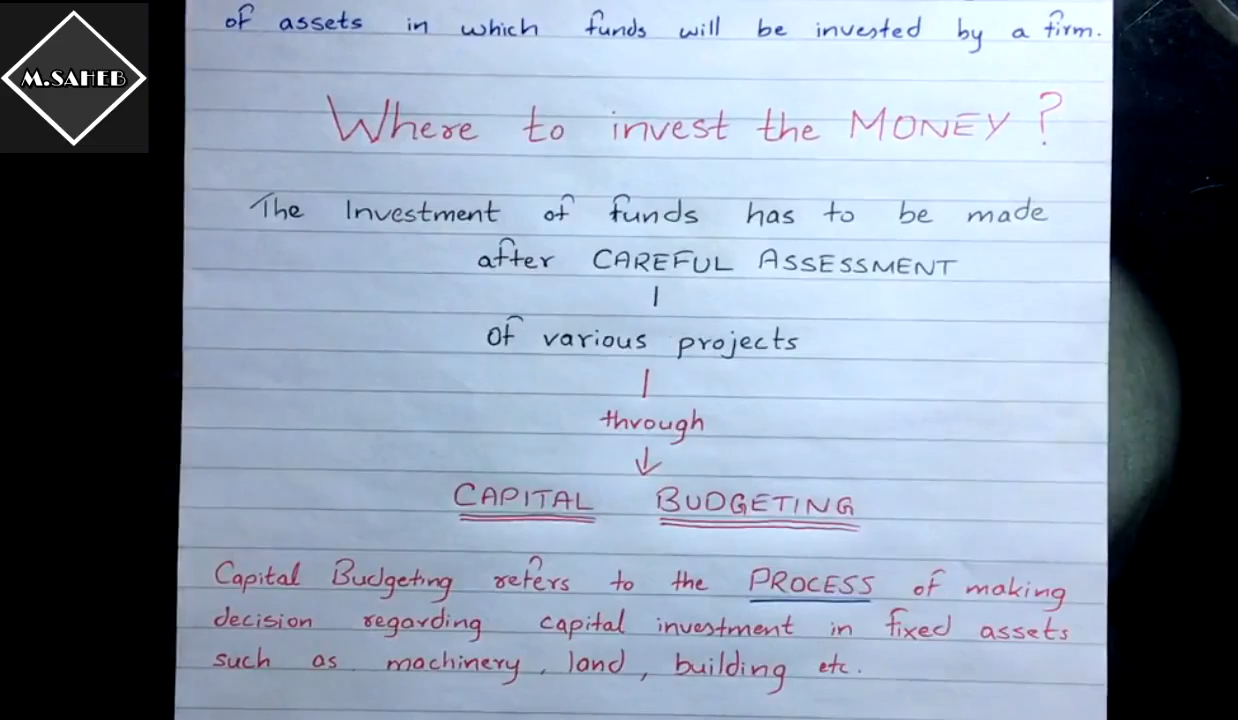 M.SAHEB
of assets in which funds will be invested by a firm.
Where to invest the MONEY?
The Investment of funds has to be made
after CAREFUL ASSESSMENT
of various projects
through
CAPITAL BUDGETING
Capital Budgeting refers to the PROCESS of making
decision regarding capital investment in fixed assets
such as machinery, land, building etc.